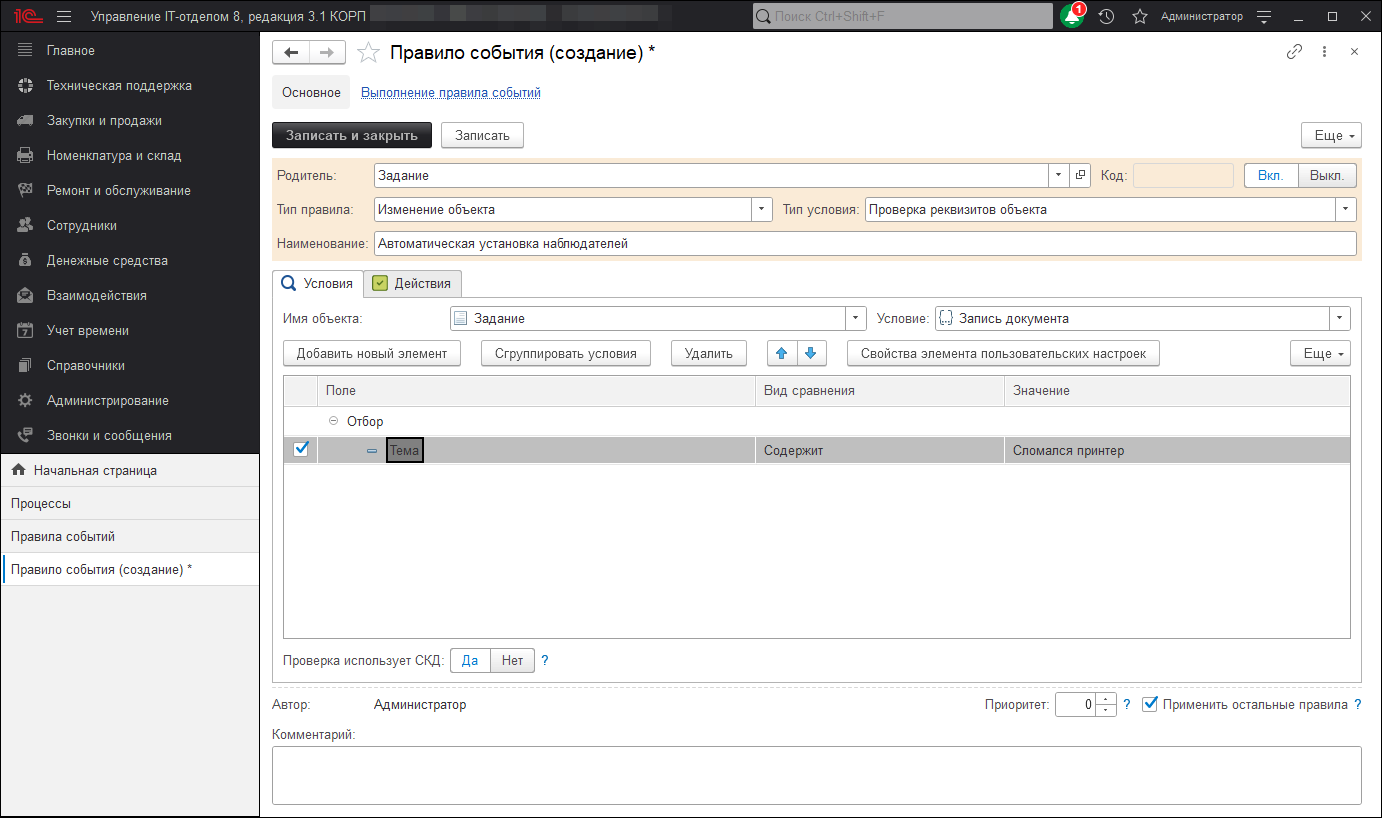 1С Управление IT-отделом 8, редакция 3.1 КОРП Поиск Ctrl+Shift+F 1 Администратор
Главное
Техническая поддержка
Закупки и продажи
Номенклатура и склад
Ремонт и обслуживание
Сотрудники
Денежные средства
Взаимодействия
Учет времени
Справочники
Администрирование
Звонки и сообщения
Начальная страница
Процессы
Правила событий
Правило события (создание) *
Правило события (создание) *
Основное Выполнение правила событий
Записать и закрыть Записать Еще
Родитель: Задание Код: Вкл. Выкл.
Тип правила: Изменение объекта Тип условия: Проверка реквизитов объекта
Наименование: Автоматическая установка наблюдателей
Условия Действия
Имя объекта: Задание Условие: {...} Запись документа
Добавить новый элемент Сгруппировать условия Удалить Свойства элемента пользовательских настроек Еще
Поле Вид сравнения Значение
Отбор
Тема Содержит Сломался принтер
Проверка использует СКД: Да Нет ?
Автор: Администратор Приоритет: 0 ? Применить остальные правила ?
Комментарий: